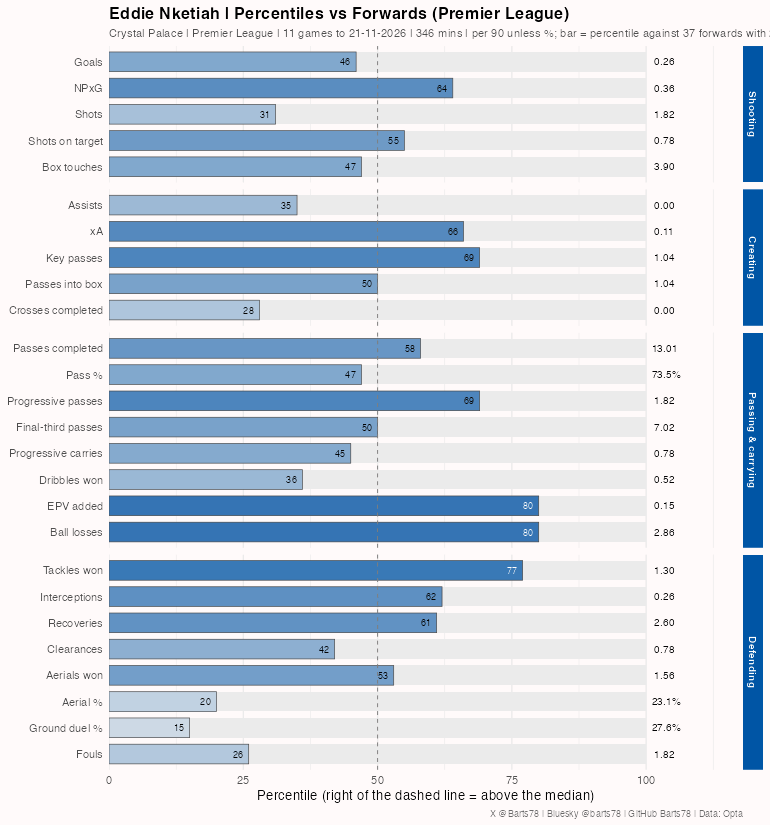 Eddie Nketiah | Percentiles vs Forwards (Premier League)
Crystal Palace | Premier League | 11 games to 21-11-2026 | 346 mins | per 90 unless %; bar = percentile against 37 forwards with
Goals 46 0.26
NPxG 64 0.36
Shots 31 1.82
Shots on target 55 0.78
Box touches 47 3.90
Shooting
Assists 35 0.00
xA 66 0.11
Key passes 69 1.04
Passes into box 50 1.04
Crosses completed 28 0.00
Creating
Passes completed 58 13.01
Pass % 47 73.5%
Progressive passes 69 1.82
Final-third passes 50 7.02
Progressive carries 45 0.78
Dribbles won 36 0.52
EPV added 80 0.15
Ball losses 80 2.86
Passing & carrying
Tackles won 77 1.30
Interceptions 62 0.26
Recoveries 61 2.60
Clearances 42 0.78
Aerials won 53 1.56
Aerial % 20 23.1%
Ground duel % 15 27.6%
Fouls 26 1.82
Defending
0 25 50 75 100
Percentile (right of the dashed line = above the median)
X @Barts78 | Bluesky @barts78 | GitHub Barts78 | Data: Opta